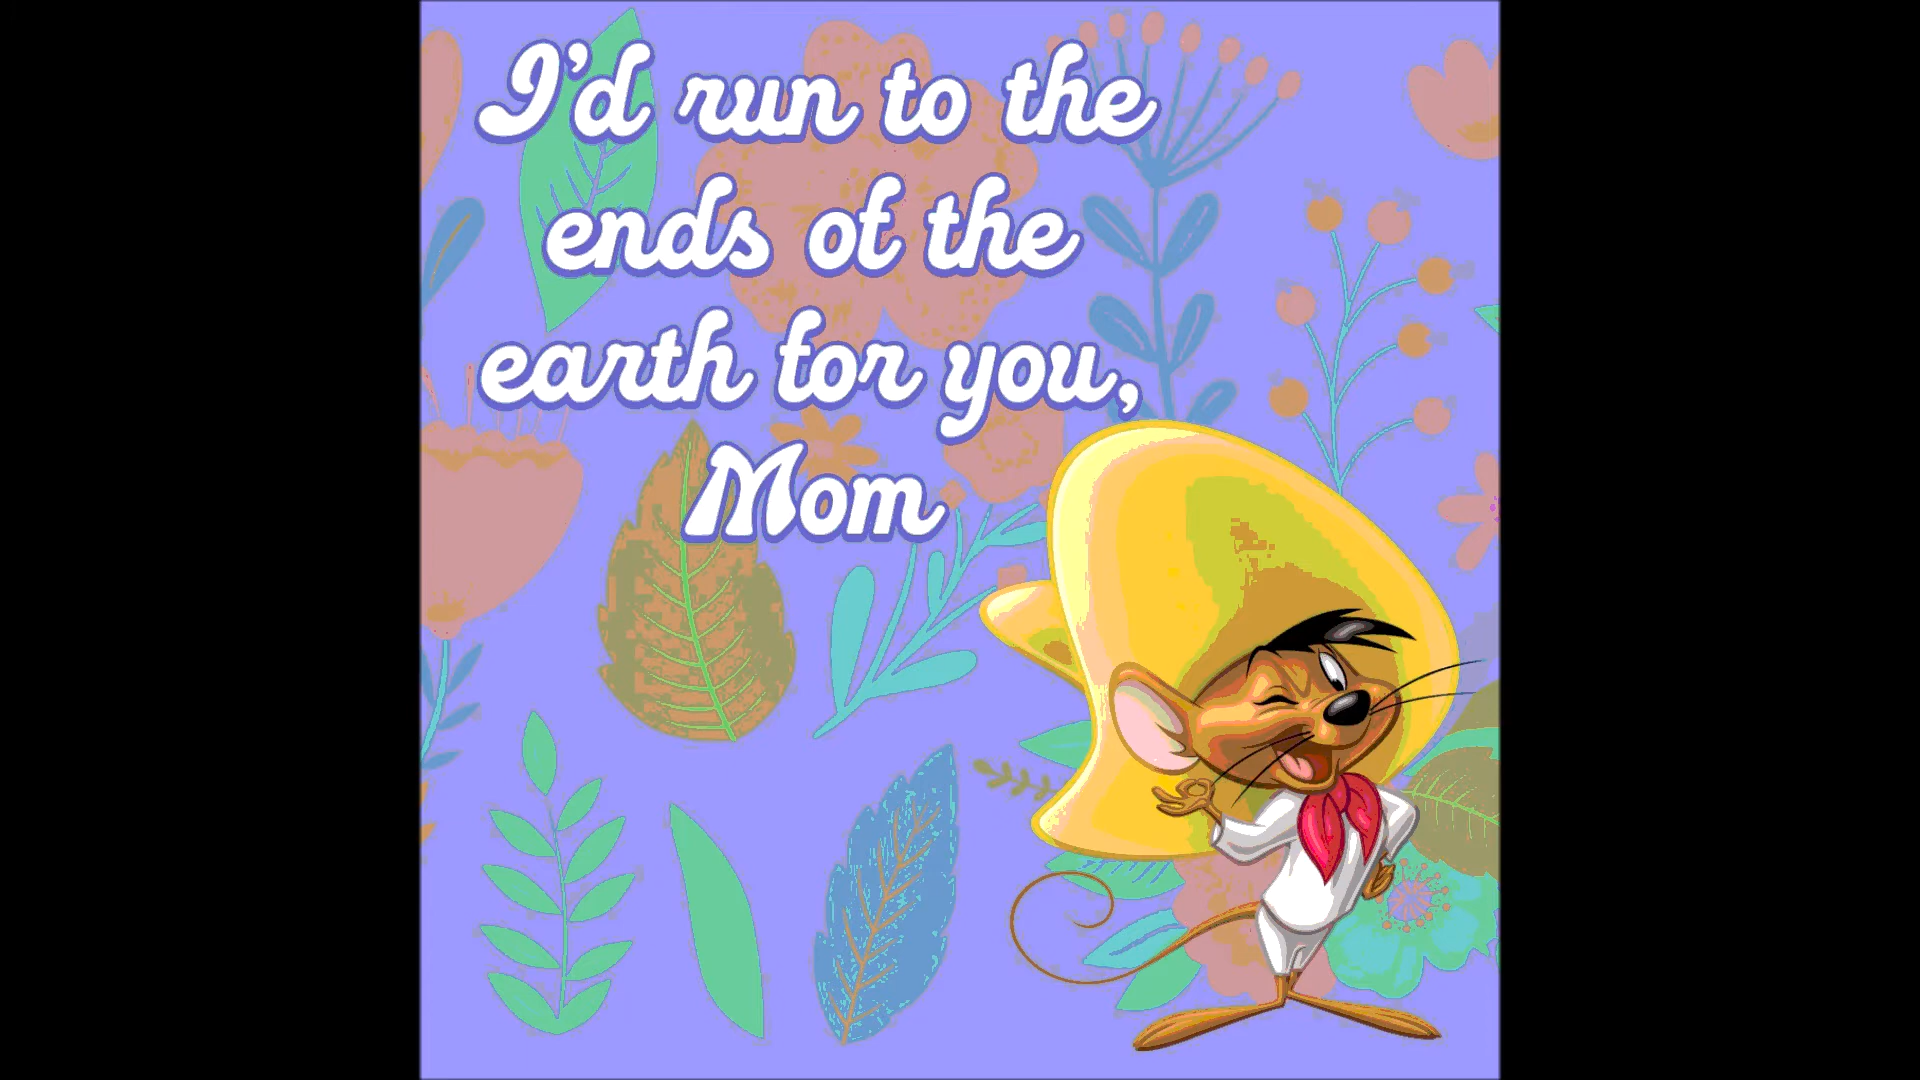 I'd run to the
ends of the
earth for you,
Mom